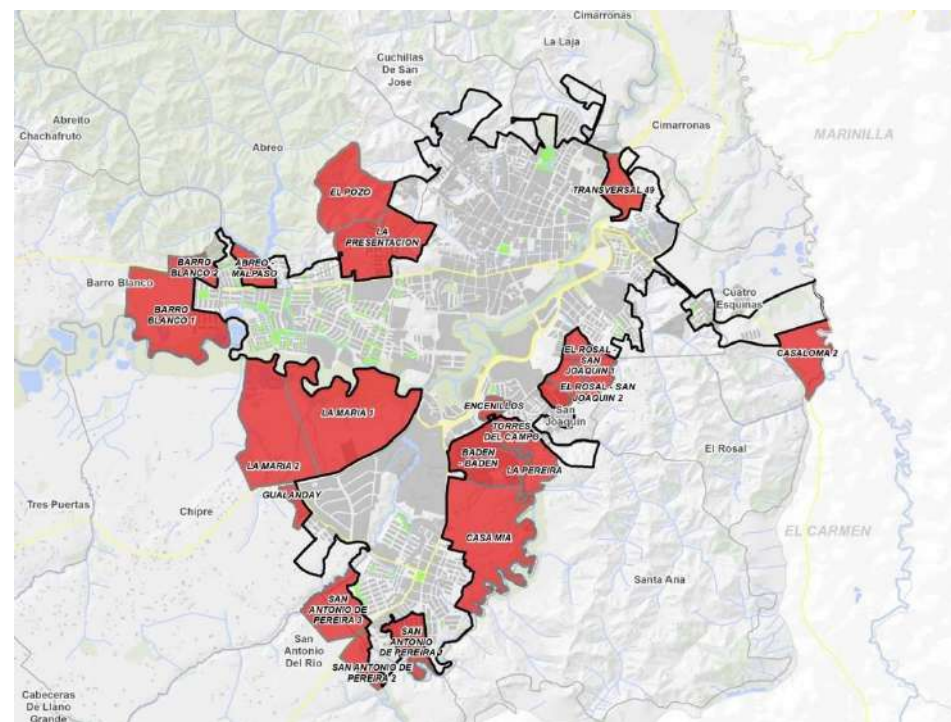 Cimarronas
La Laja
Cuchillas
De San
Jose
Abreito
Chachafruto
Abreo
Cimarronas
MARINILLA
EL POZO
TRANSVERSAL 49
LA
PRESENTACION
BARRO
BLANCO 2
ABREO -
MALPASO
Barro Blanco
BARRO
BLANCO 1
Cuatro
Esquinas
CASALOMA 2
EL ROSAL -
SAN
JOAQUIN 1
EL ROSAL - SAN
JOAQUIN 2
San
Joaquin
ENCENILLOS
TORRES
DEL CAMPO
LA MARIA 1
BADEN
- BADEN
LA PEREIRA
El Rosal
LA MARIA 2
GUALANDAY
Tres Puertas
Chipre
EL CARMEN
CASA MIA
Santa Ana
SAN
ANTONIO DE
PEREIRA 3
San
Antonio
Del Rio
SAN
ANTONIO
DE PEREIRA
SAN ANTONIO DE
PEREIRA 2
Cabeceras
De Llano
Grande